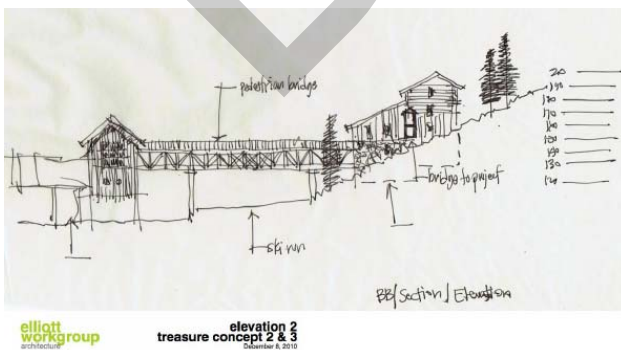 pedestrian bridge
bridge to project
ski run
200
190
180
170
160
150
140
130
120
BB/Section/Elevation
elliott
workgroup
architecture
elevation 2
treasure concept 2 & 3
December 8, 2010